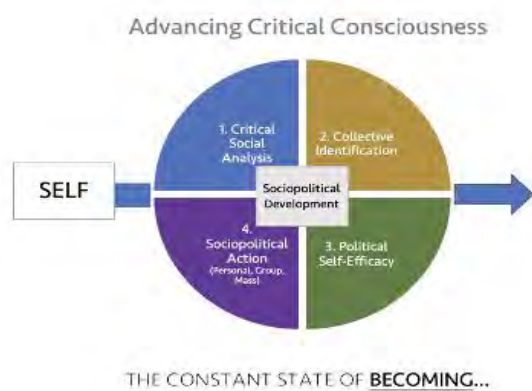 Advancing Critical Consciousness
1. Critical
Social
Analysis
2. Collective
Identification
SELF
Sociopolitical
Development
4.
Sociopolitical
Action
(Personal, Group,
Mass)
3. Political
Self-Efficacy
THE CONSTANT STATE OF BECOMING...